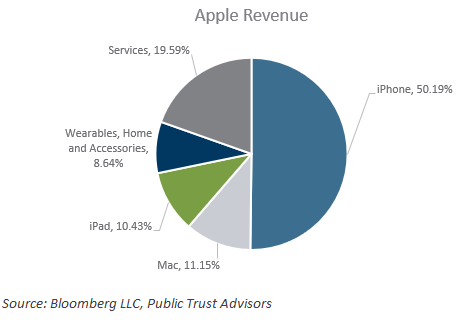 Apple Revenue
Services, 19.59%
iPhone, 50.19%
Wearables, Home
and Accessories,
8.64%
iPad, 10.43%
Mac, 11.15%
Source: Bloomberg LLC, Public Trust Advisors